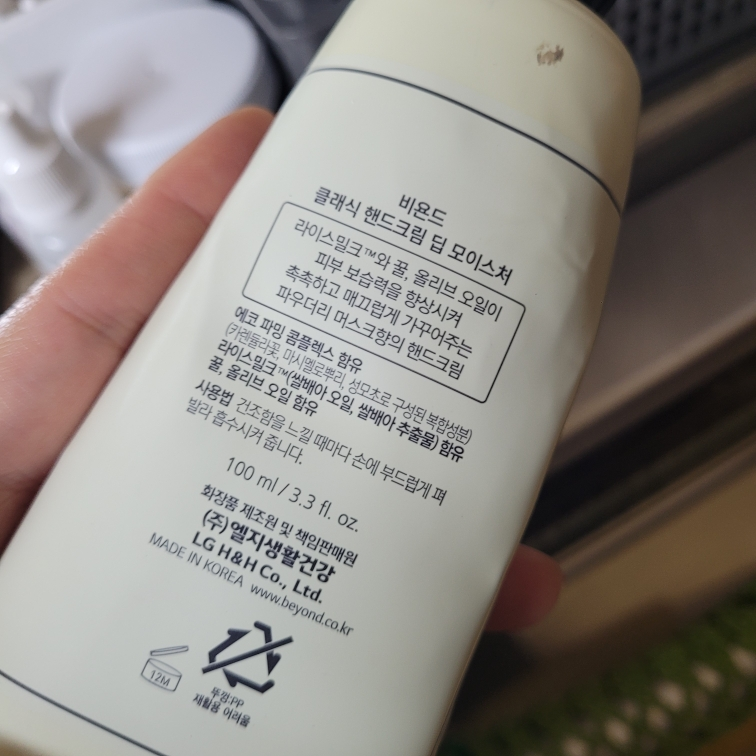 비욘드
클래식 핸드크림 딥 모이스처
라이스밀크™와 꿀, 올리브 오일이
피부 보습력을 향상시켜
촉촉하고 매끄럽게 가꾸어주는
파우더리 머스크향의 핸드크림
에코 파밍 콤플렉스 함유
(카렌듈라꽃, 마시멜로뿌리, 성모초로 구성된 복합성분)
라이스밀크™(쌀배아 오일, 쌀배아 추출물) 함유
꿀, 올리브 오일 함유
사용법 건조함을 느낄 때마다 손에 부드럽게 펴
발라 흡수시켜 줍니다.
100 ml / 3.3 fl. oz.
화장품 제조원 및 책임판매원
(주)엘지생활건강
LG H&H Co., Ltd.
MADE IN KOREA www.beyond.co.kr
12M
뚜껑:PP
재활용 어려움